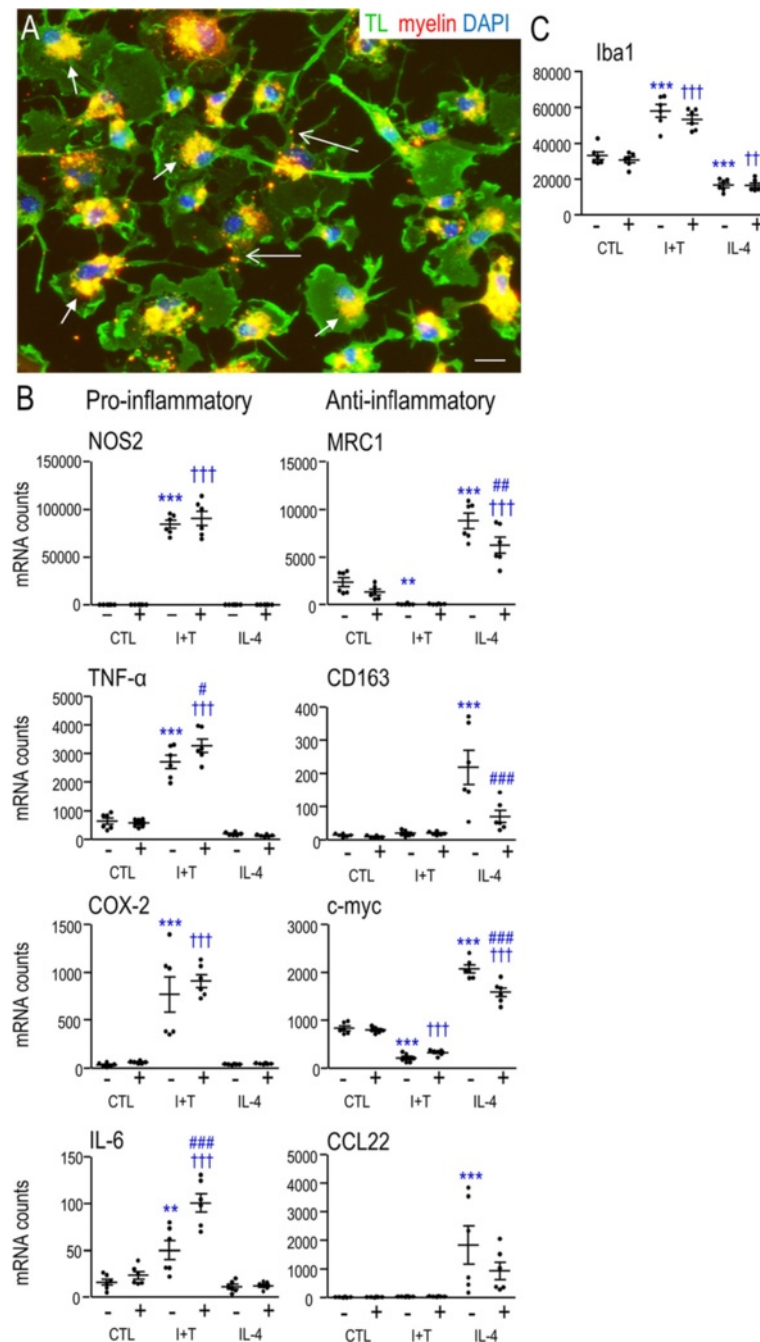 A
TL myelin DAPI
C
Iba1
80000
60000
40000
20000
0
*** †††
*** ††
- + - + - +
CTL I+T IL-4
B
Pro-inflammatory
Anti-inflammatory
NOS2
mRNA counts
150000
100000
50000
0
*** †††
– + – + – +
CTL I+T IL-4
MRC1
15000
10000
5000
0
**
***
##
†††
- + - + - +
CTL I+T IL-4
TNF-α
mRNA counts
5000
4000
3000
2000
1000
0
***
#
†††
- + - + - +
CTL I+T IL-4
CD163
400
300
200
100
0
***
###
- + - + - +
CTL I+T IL-4
COX-2
mRNA counts
1500
1000
500
0
*** †††
- + - + - +
CTL I+T IL-4
c-myc
3000
2000
1000
0
*** †††
***
###
†††
- + - + - +
CTL I+T IL-4
IL-6
mRNA counts
150
100
50
0
**
###
†††
- + - + - +
CTL I+T IL-4
CCL22
5000
4000
3000
2000
1000
0
***
- + - + - +
CTL I+T IL-4